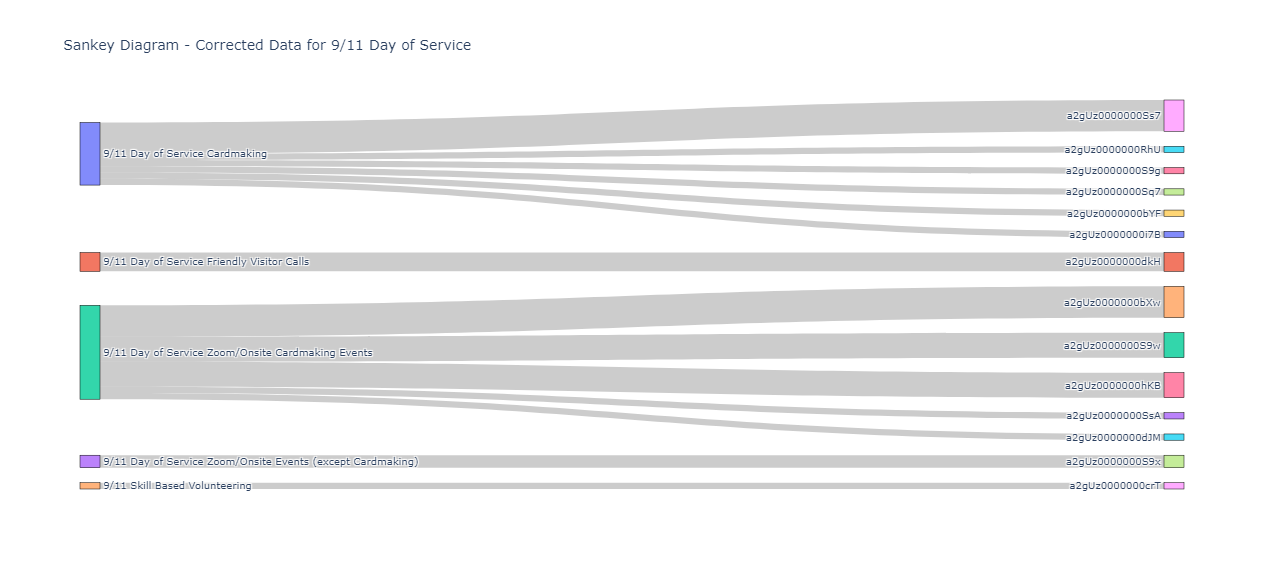 Sankey Diagram - Corrected Data for 9/11 Day of Service
9/11 Day of Service Cardmaking
a2gUz0000000Ss7
a2gUz0000000RhU
a2gUz0000000S9g
a2gUz0000000Sq7
a2gUz0000000bYF
a2gUz0000000i7B
9/11 Day of Service Friendly Visitor Calls
a2gUz0000000dkH
9/11 Day of Service Zoom/Onsite Cardmaking Events
a2gUz0000000bXw
a2gUz0000000S9w
a2gUz0000000hKB
a2gUz0000000SsA
a2gUz0000000dJM
9/11 Day of Service Zoom/Onsite Events (except Cardmaking)
a2gUz0000000S9x
9/11 Skill Based Volunteering
a2gUz0000000crT